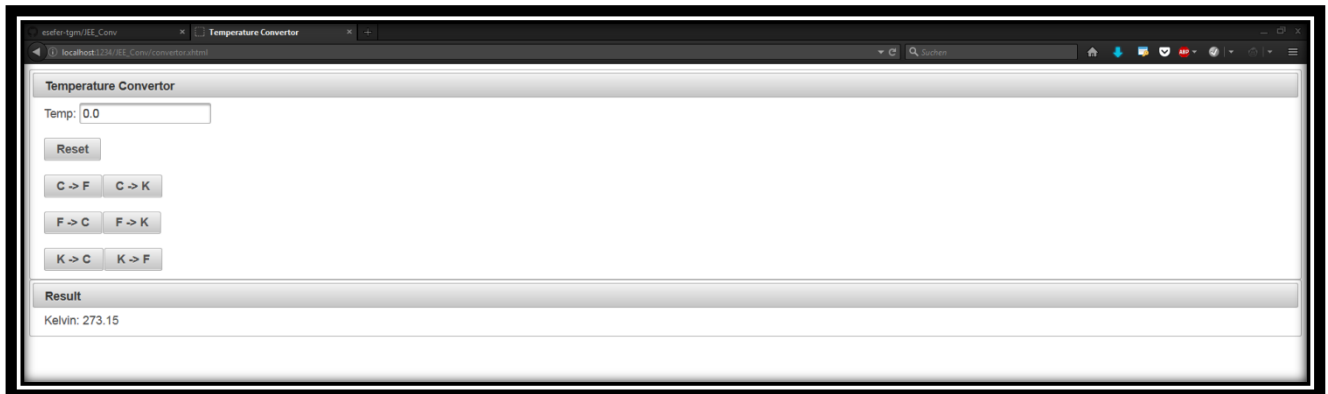 esefer-tgm/JEE_Conv × Temperature Convertor × +
localhost:1234/JEE_Conv/convertor.xhtml Suchen ABP
Temperature Convertor
Temp: 0.0
Reset
C -> F C -> K
F -> C F -> K
K -> C K -> F
Result
Kelvin: 273.15